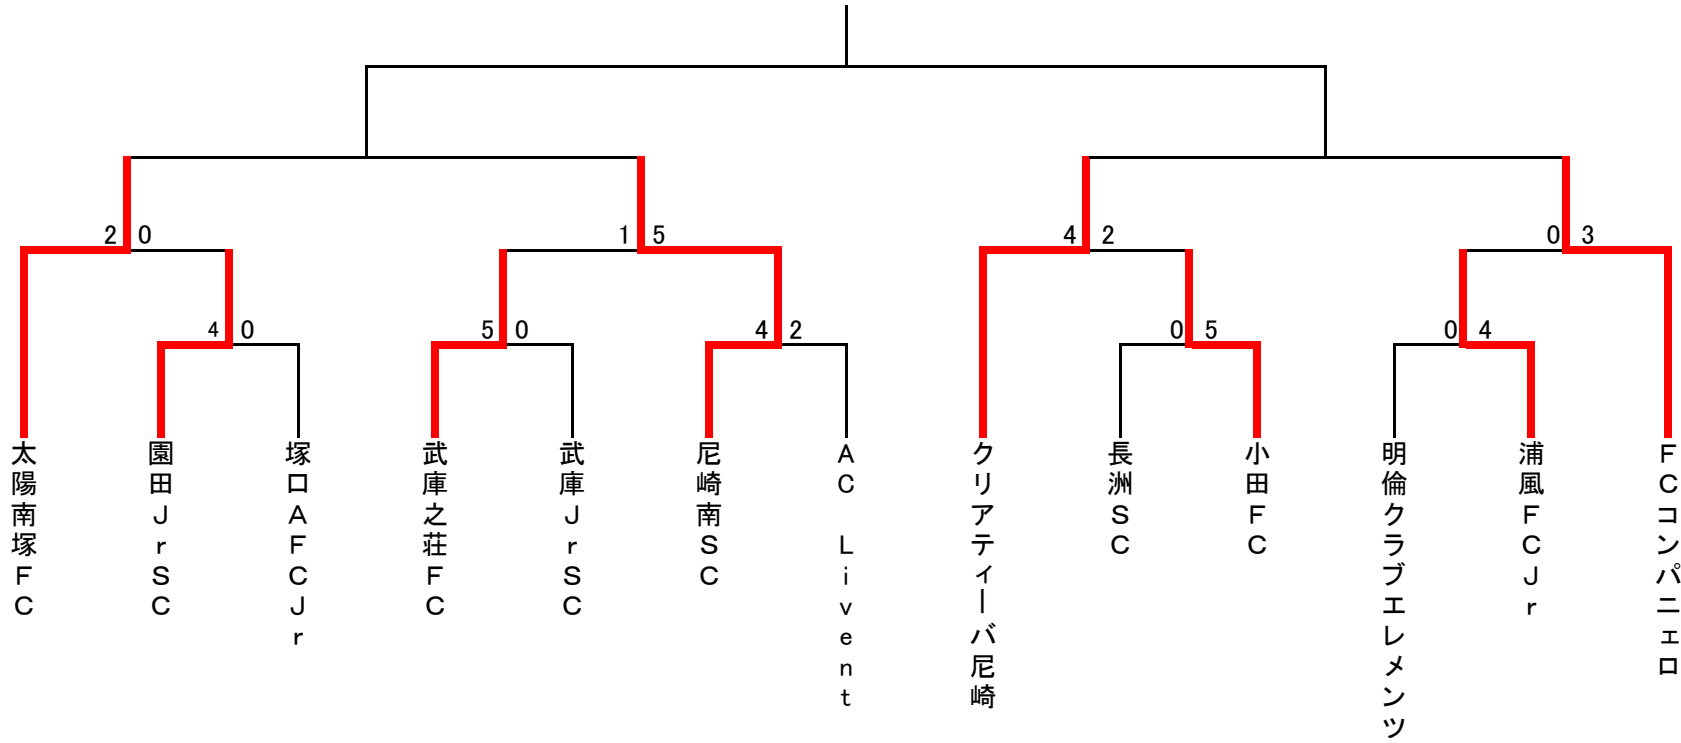 2 0
1 5
4 2
0 3
4 0
5 0
4 2
0 5
0 4
太陽南塚FC
園田JrSC
塚口AFCJr
武庫之荘FC
武庫JrSC
尼崎南SC
AC Livent
クリアティーバ尼崎
長洲SC
小田FC
明倫クラブエレメンツ
浦風FCJr
FCコンパニェロ